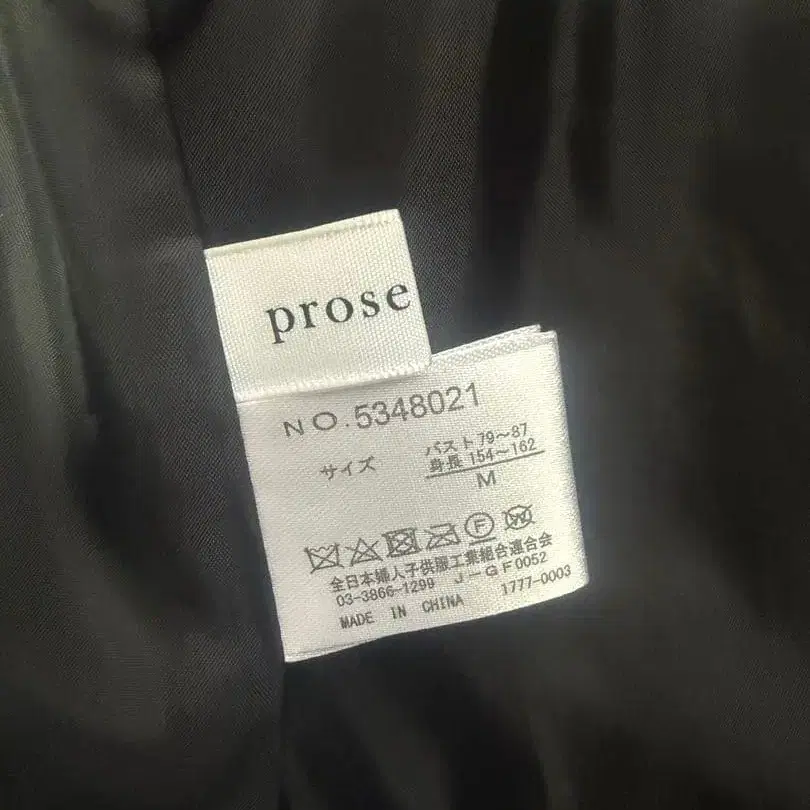 prose
NO.5348021
サイズ
バスト79～87
身長154～162
M
F
W
全日本婦人子供服工業組合連合会
03-3866-1299 J-GF0052
MADE IN CHINA 1777-0003